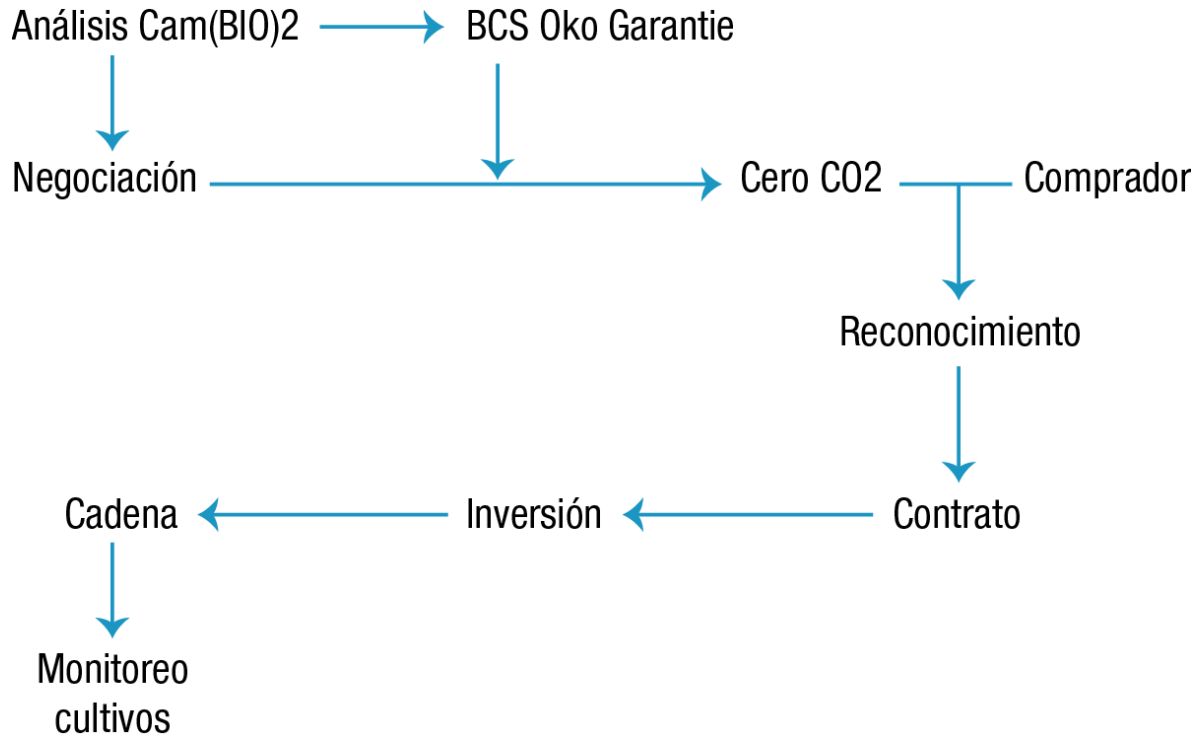 Análisis Cam(BIO)2
BCS Oko Garantie
Negociación
Cero CO2
Comprador
Reconocimiento
Cadena
Inversión
Contrato
Monitoreo
cultivos